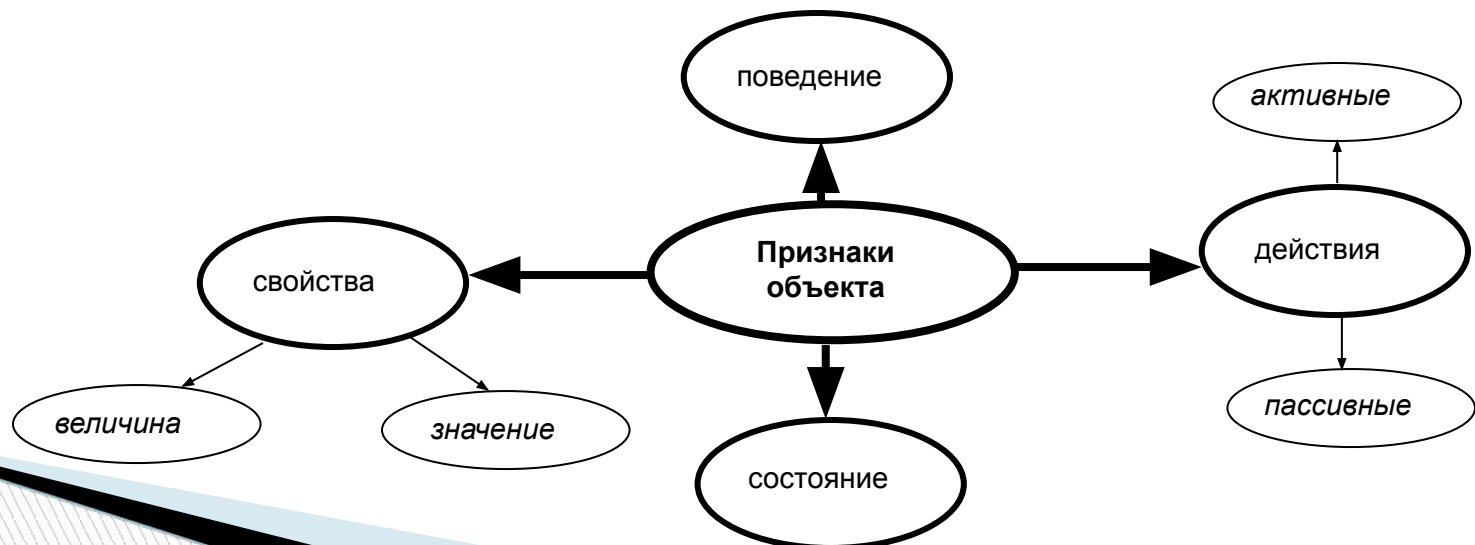 поведение
активные
Признаки
объекта
действия
свойства
величина
значение
пассивные
состояние